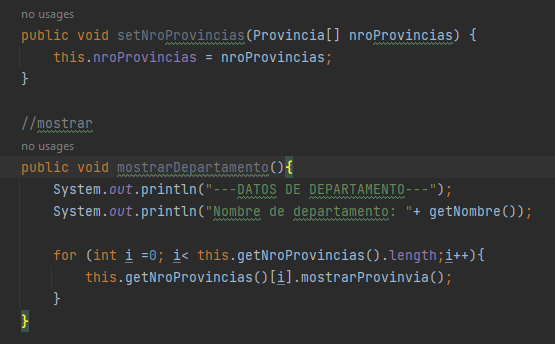 no usages
public void setNroProvincias(Provincia[] nroProvincias) {
this.nroProvincias = nroProvincias;
}
//mostrar
no usages
public void mostrarDepartamento(){
System.out.println("---DATOS DE DEPARTAMENTO---");
System.out.println("Nombre de departamento: "+ getNombre());
for (int i =0; i< this.getNroProvincias().length;i++){
this.getNroProvincias()[i].mostrarProvinvia();
}
}